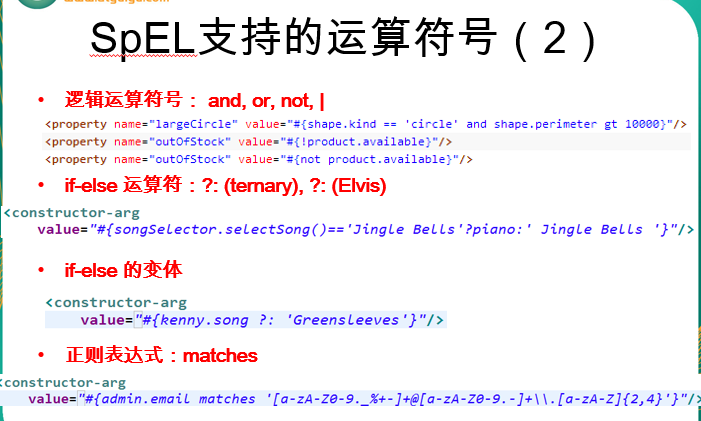 SpEL支持的运算符号（2）
• 逻辑运算符号： and, or, not, |
<property name="largeCircle" value="#{shape.kind == 'circle' and shape.perimeter gt 10000}"/>
<property name="outOfStock" value="#{!product.available}"/>
<property name="outOfStock" value="#{not product.available}"/>
• if-else 运算符：?: (ternary), ?: (Elvis)
<constructor-arg
value="#{songSelector.selectSong()=='Jingle Bells'?piano:' Jingle Bells '}"/>
• if-else 的变体
<constructor-arg
value="#{kenny.song ?: 'Greensleeves'}"/>
• 正则表达式：matches
<constructor-arg
value="#{admin.email matches '[a-zA-Z0-9._%+-]+@[a-zA-Z0-9.-]+\\.[a-zA-Z]{2,4}'}"/>